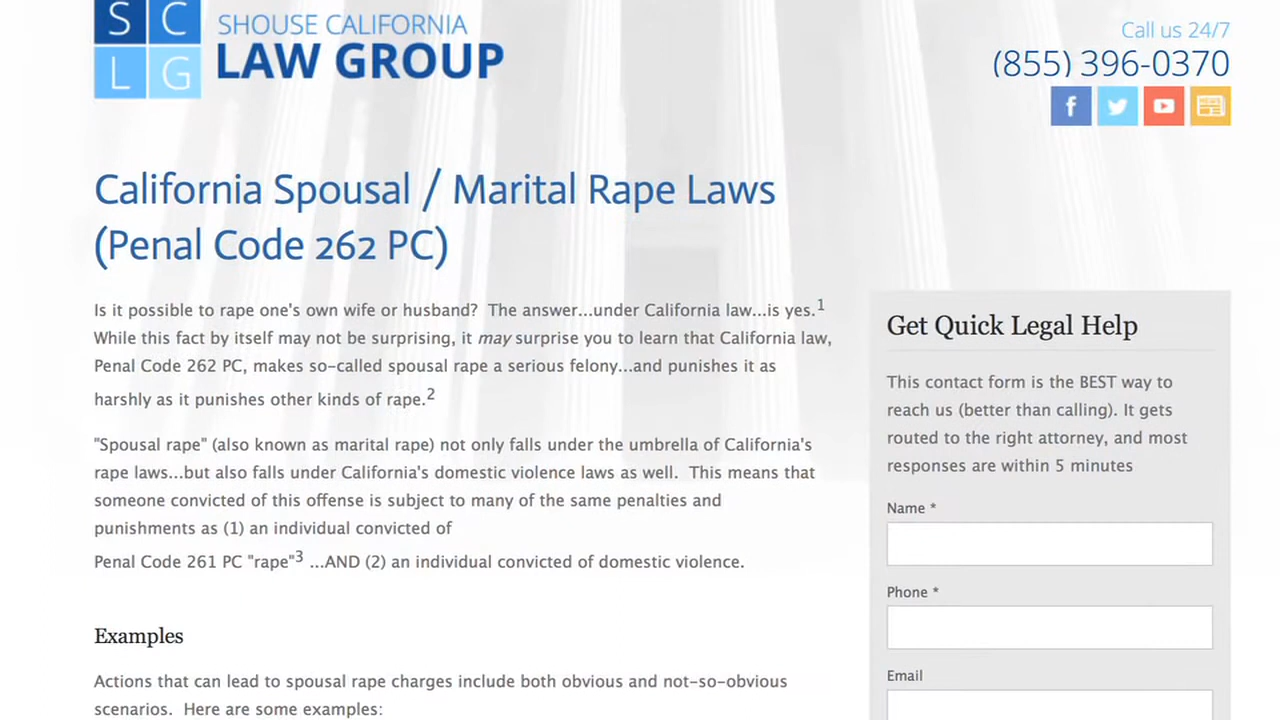 S C
L G
SHOUSE CALIFORNIA
LAW GROUP
Call us 24/7
(855) 396-0370
California Spousal / Marital Rape Laws
(Penal Code 262 PC)
Is it possible to rape one's own wife or husband?  The answer...under California law...is yes.1
While this fact by itself may not be surprising, it may surprise you to learn that California law,
Penal Code 262 PC, makes so-called spousal rape a serious felony...and punishes it as
harshly as it punishes other kinds of rape.2
"Spousal rape" (also known as marital rape) not only falls under the umbrella of California's
rape laws...but also falls under California's domestic violence laws as well.  This means that
someone convicted of this offense is subject to many of the same penalties and
punishments as (1) an individual convicted of
Penal Code 261 PC "rape"3 ...AND (2) an individual convicted of domestic violence.
Examples
Actions that can lead to spousal rape charges include both obvious and not-so-obvious
scenarios.  Here are some examples:
Get Quick Legal Help
This contact form is the BEST way to
reach us (better than calling). It gets
routed to the right attorney, and most
responses are within 5 minutes
Name *
Phone *
Email